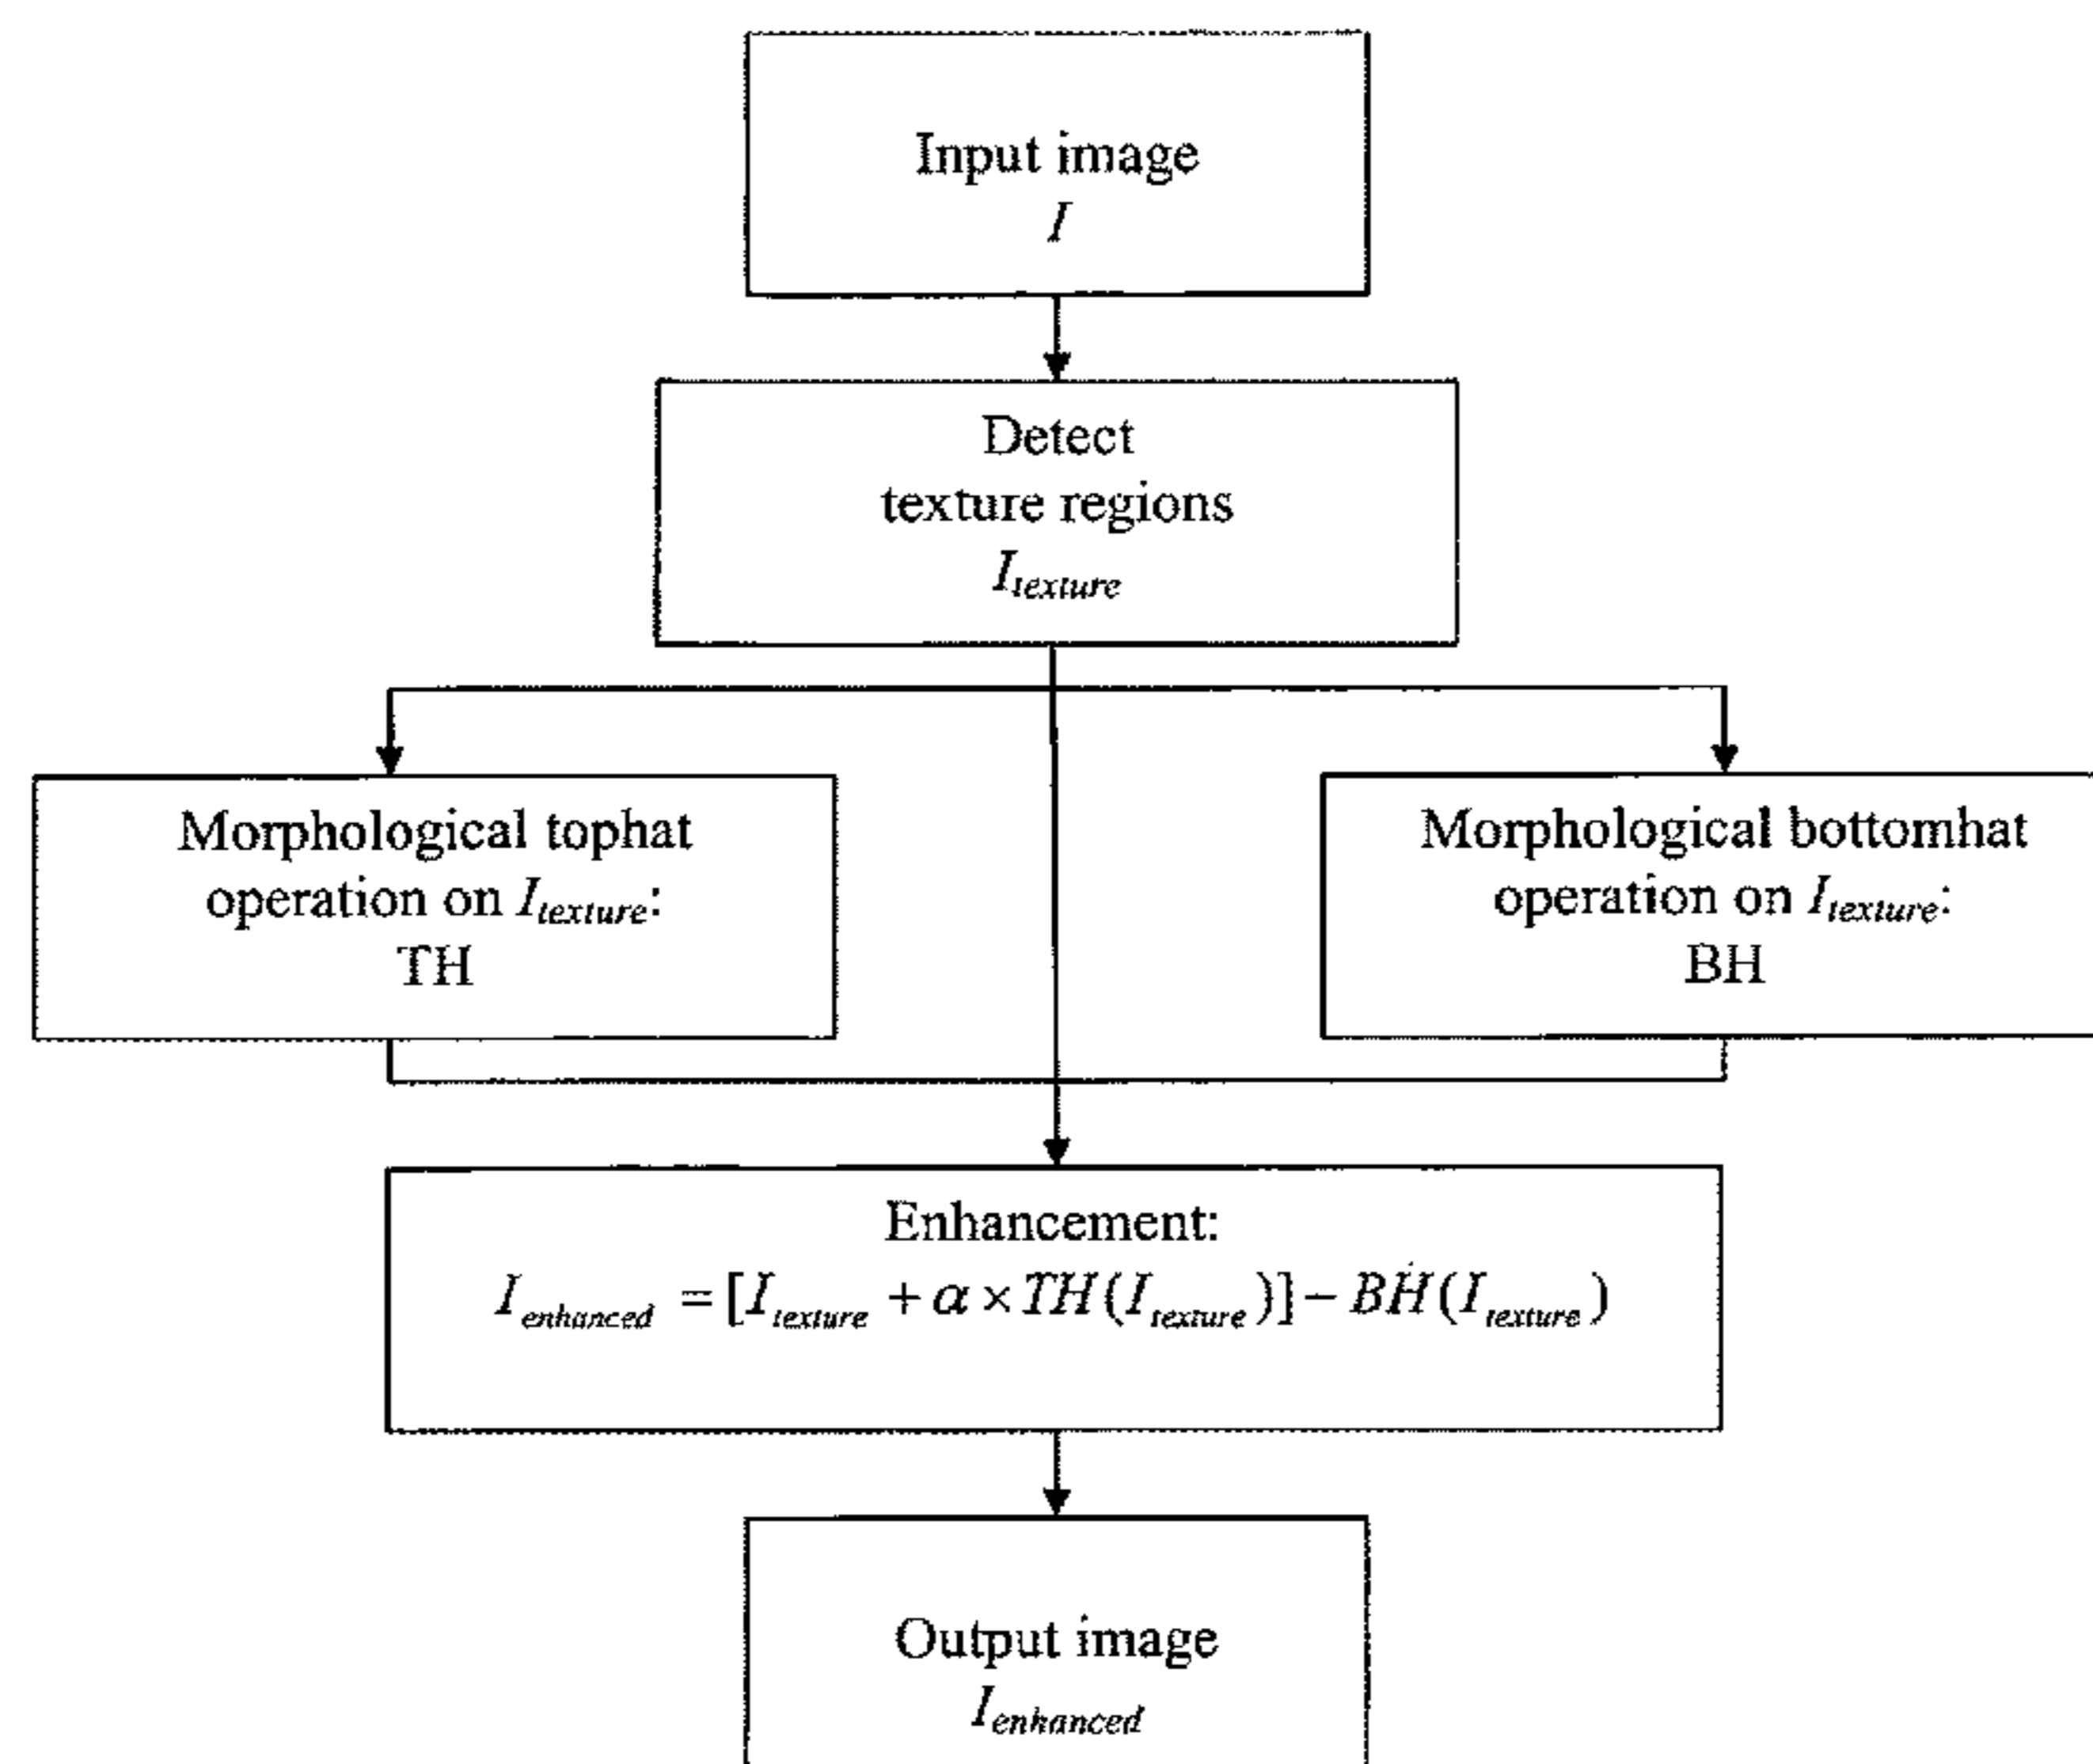 Input image
I
Detect
texture regions
I_texture
Morphological tophat
operation on I_texture:
TH
Morphological bottomhat
operation on I_texture:
BH
Enhancement:
I_enhanced = [I_texture + α × TH(I_texture)] − BH(I_texture)
Output image
I_enhanced